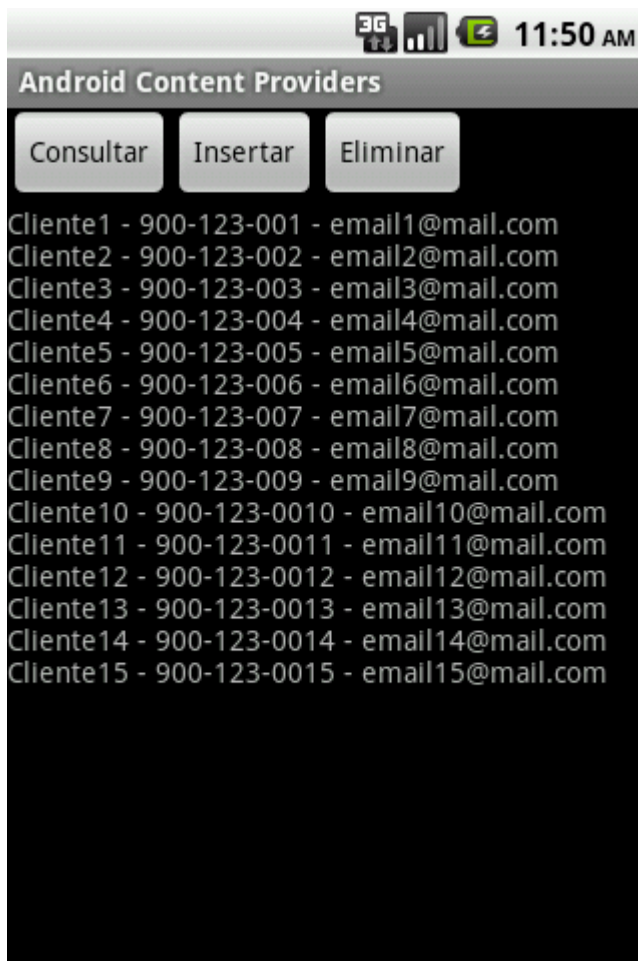 3G 11:50 AM
Android Content Providers
Consultar Insertar Eliminar
Cliente1 - 900-123-001 - email1@mail.com
Cliente2 - 900-123-002 - email2@mail.com
Cliente3 - 900-123-003 - email3@mail.com
Cliente4 - 900-123-004 - email4@mail.com
Cliente5 - 900-123-005 - email5@mail.com
Cliente6 - 900-123-006 - email6@mail.com
Cliente7 - 900-123-007 - email7@mail.com
Cliente8 - 900-123-008 - email8@mail.com
Cliente9 - 900-123-009 - email9@mail.com
Cliente10 - 900-123-0010 - email10@mail.com
Cliente11 - 900-123-0011 - email11@mail.com
Cliente12 - 900-123-0012 - email12@mail.com
Cliente13 - 900-123-0013 - email13@mail.com
Cliente14 - 900-123-0014 - email14@mail.com
Cliente15 - 900-123-0015 - email15@mail.com